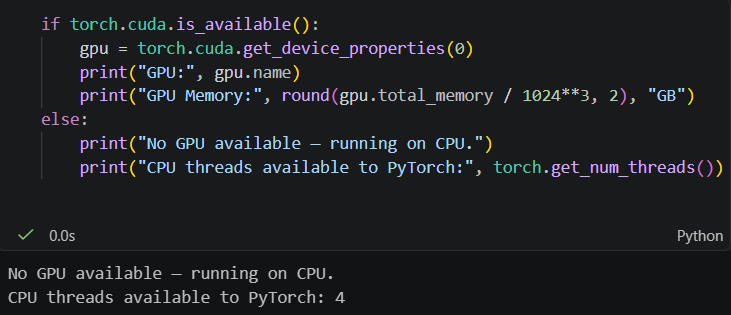 if torch.cuda.is_available():
    gpu = torch.cuda.get_device_properties(0)
    print("GPU:", gpu.name)
    print("GPU Memory:", round(gpu.total_memory / 1024**3, 2), "GB")
else:
    print("No GPU available — running on CPU.")
    print("CPU threads available to PyTorch:", torch.get_num_threads())
0.0s Python
No GPU available — running on CPU.
CPU threads available to PyTorch: 4